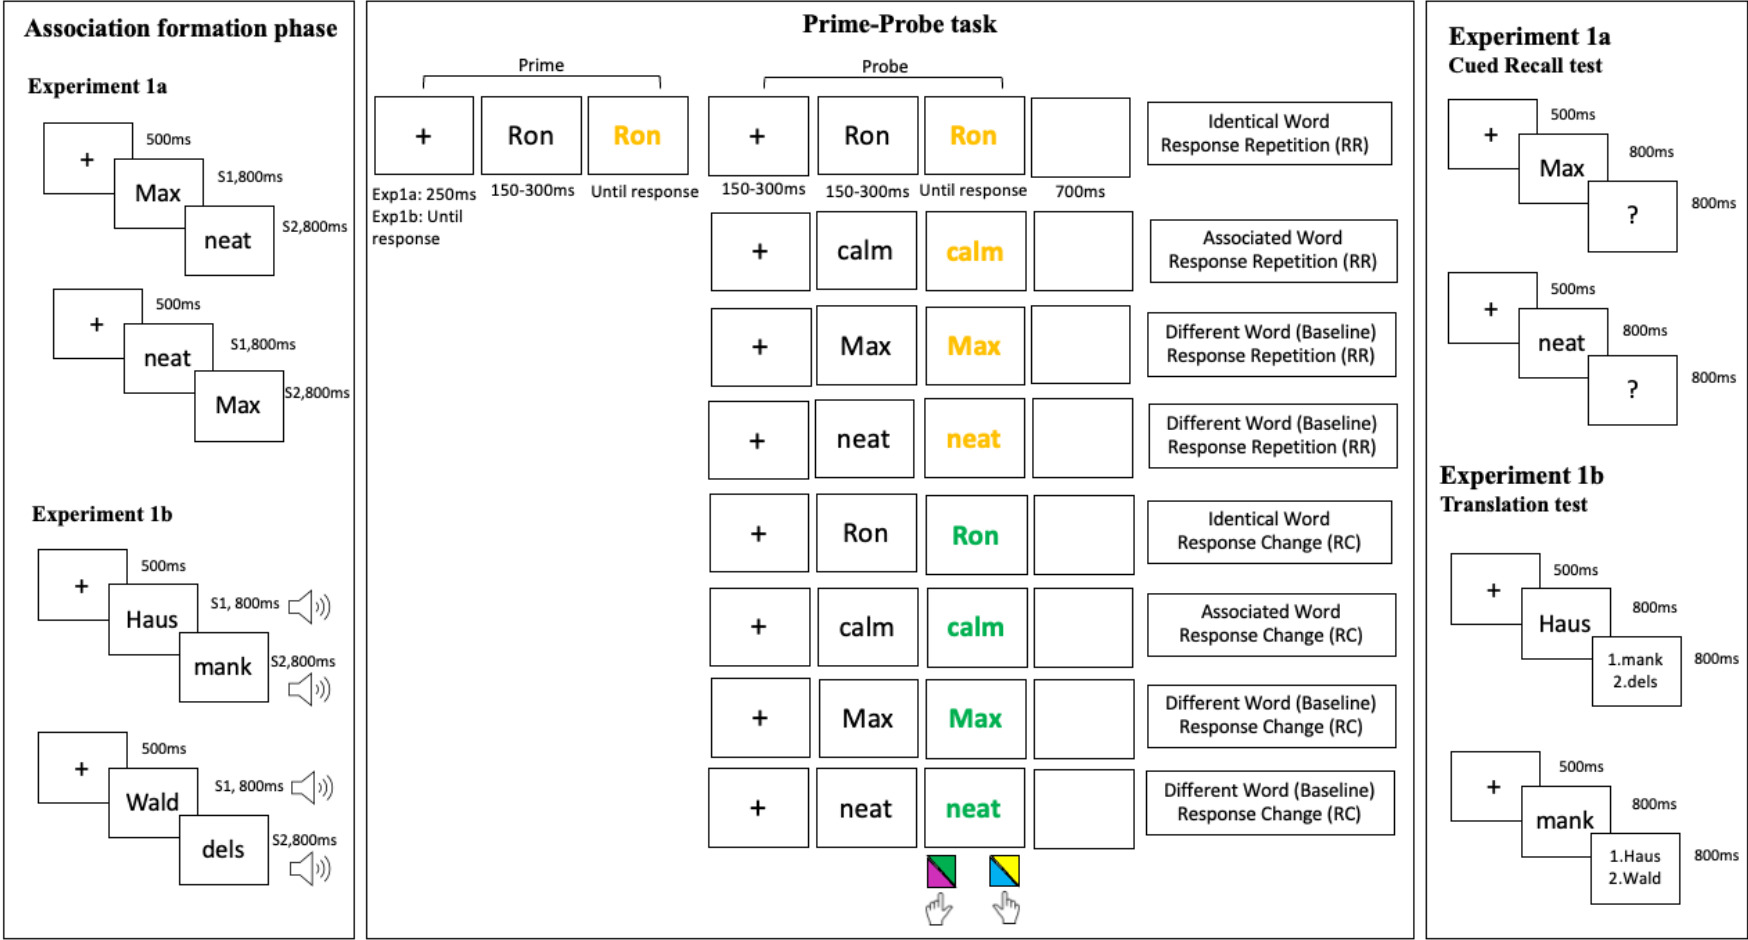 Association formation phase
Experiment 1a
+
500ms
Max
S1,800ms
neat
S2,800ms
+
500ms
neat
S1,800ms
Max
S2,800ms
Experiment 1b
+
500ms
Haus
S1, 800ms
mank
S2,800ms
+
500ms
Wald
S1, 800ms
dels
S2,800ms
Prime-Probe task
Prime
Probe
+ Ron Ron + Ron Ron
Identical Word
Response Repetition (RR)
Exp1a: 250ms
Exp1b: Until
response
150-300ms
Until response
150-300ms
150-300ms
Until response
700ms
+ calm calm
Associated Word
Response Repetition (RR)
+ Max Max
Different Word (Baseline)
Response Repetition (RR)
+ neat neat
Different Word (Baseline)
Response Repetition (RR)
+ Ron Ron
Identical Word
Response Change (RC)
+ calm calm
Associated Word
Response Change (RC)
+ Max Max
Different Word (Baseline)
Response Change (RC)
+ neat neat
Different Word (Baseline)
Response Change (RC)
Experiment 1a
Cued Recall test
+
500ms
Max
800ms
?
800ms
+
500ms
neat
800ms
?
800ms
Experiment 1b
Translation test
+
500ms
Haus
800ms
1.mank
2.dels
800ms
+
500ms
mank
800ms
1.Haus
2.Wald
800ms